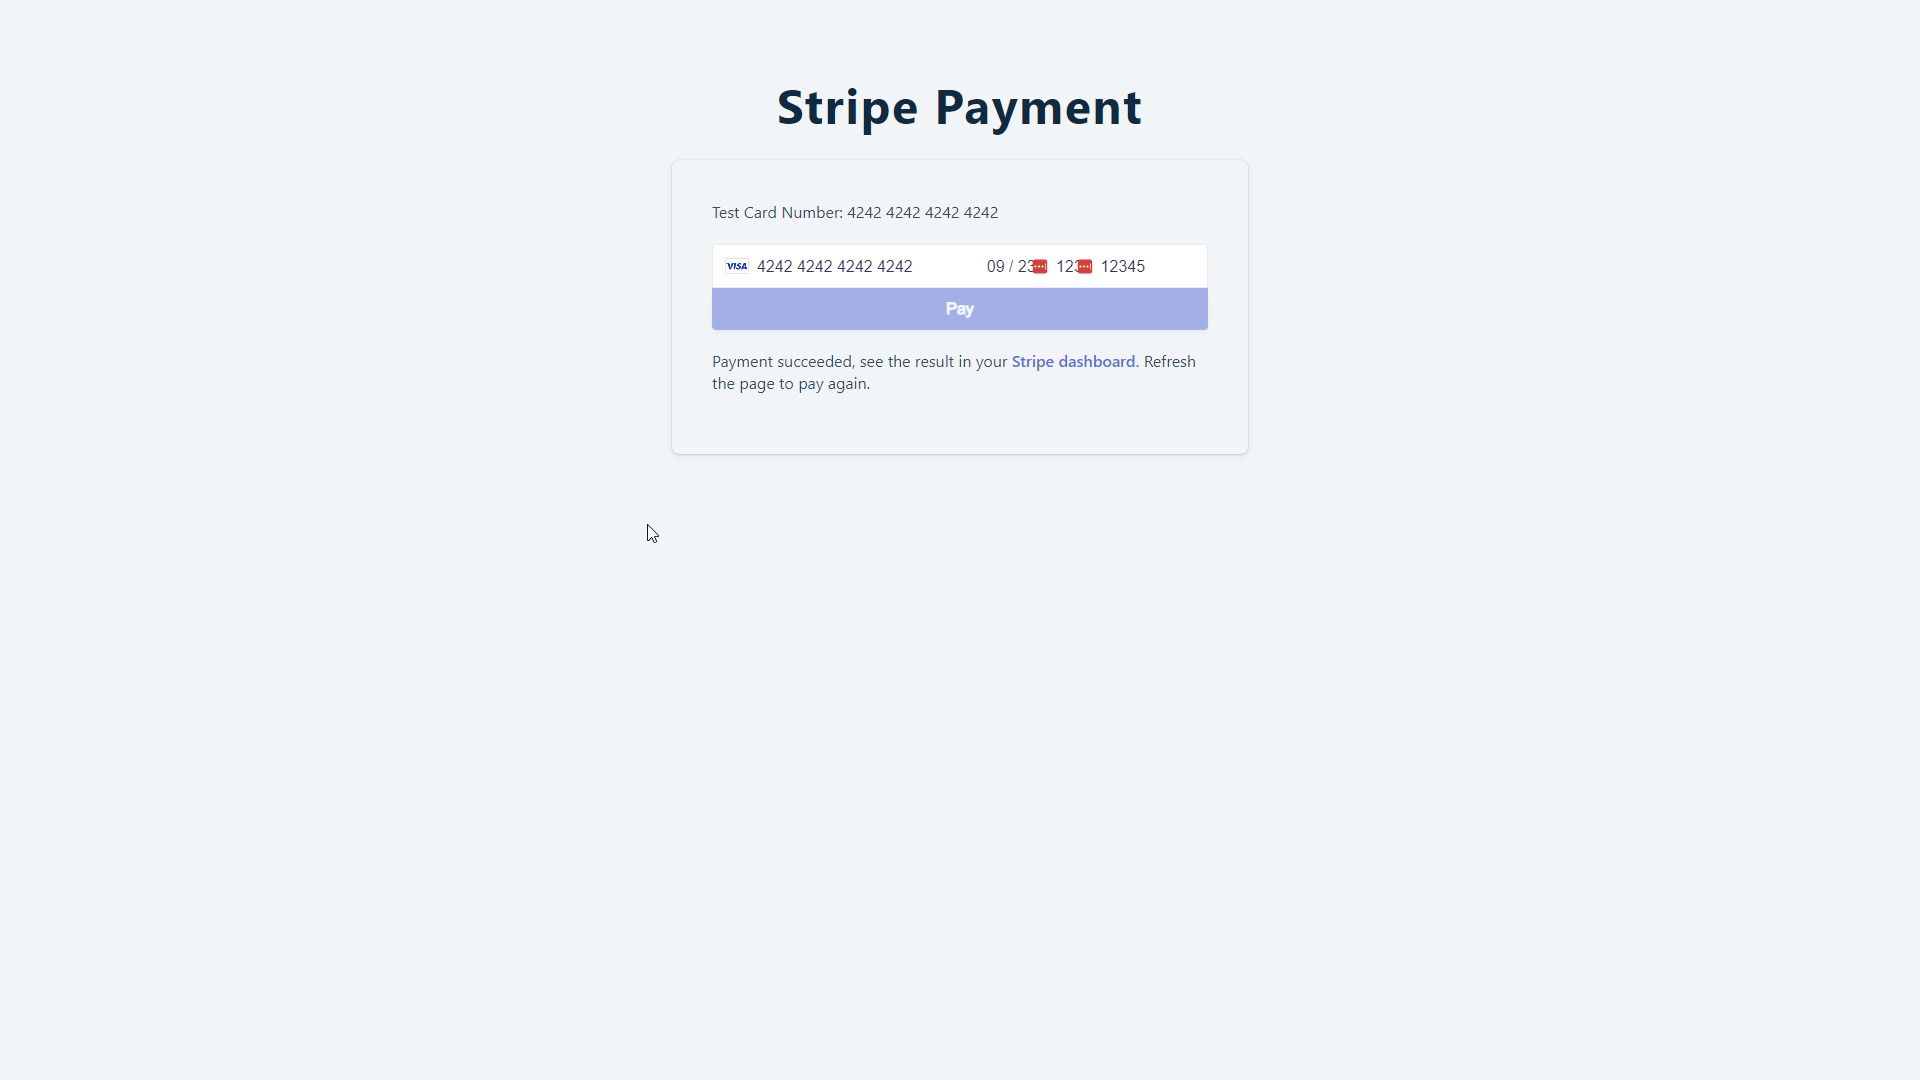 Stripe Payment
Test Card Number: 4242 4242 4242 4242
VISA 4242 4242 4242 4242 09 / 23 123 12345
Pay
Payment succeeded, see the result in your Stripe dashboard. Refresh
the page to pay again.